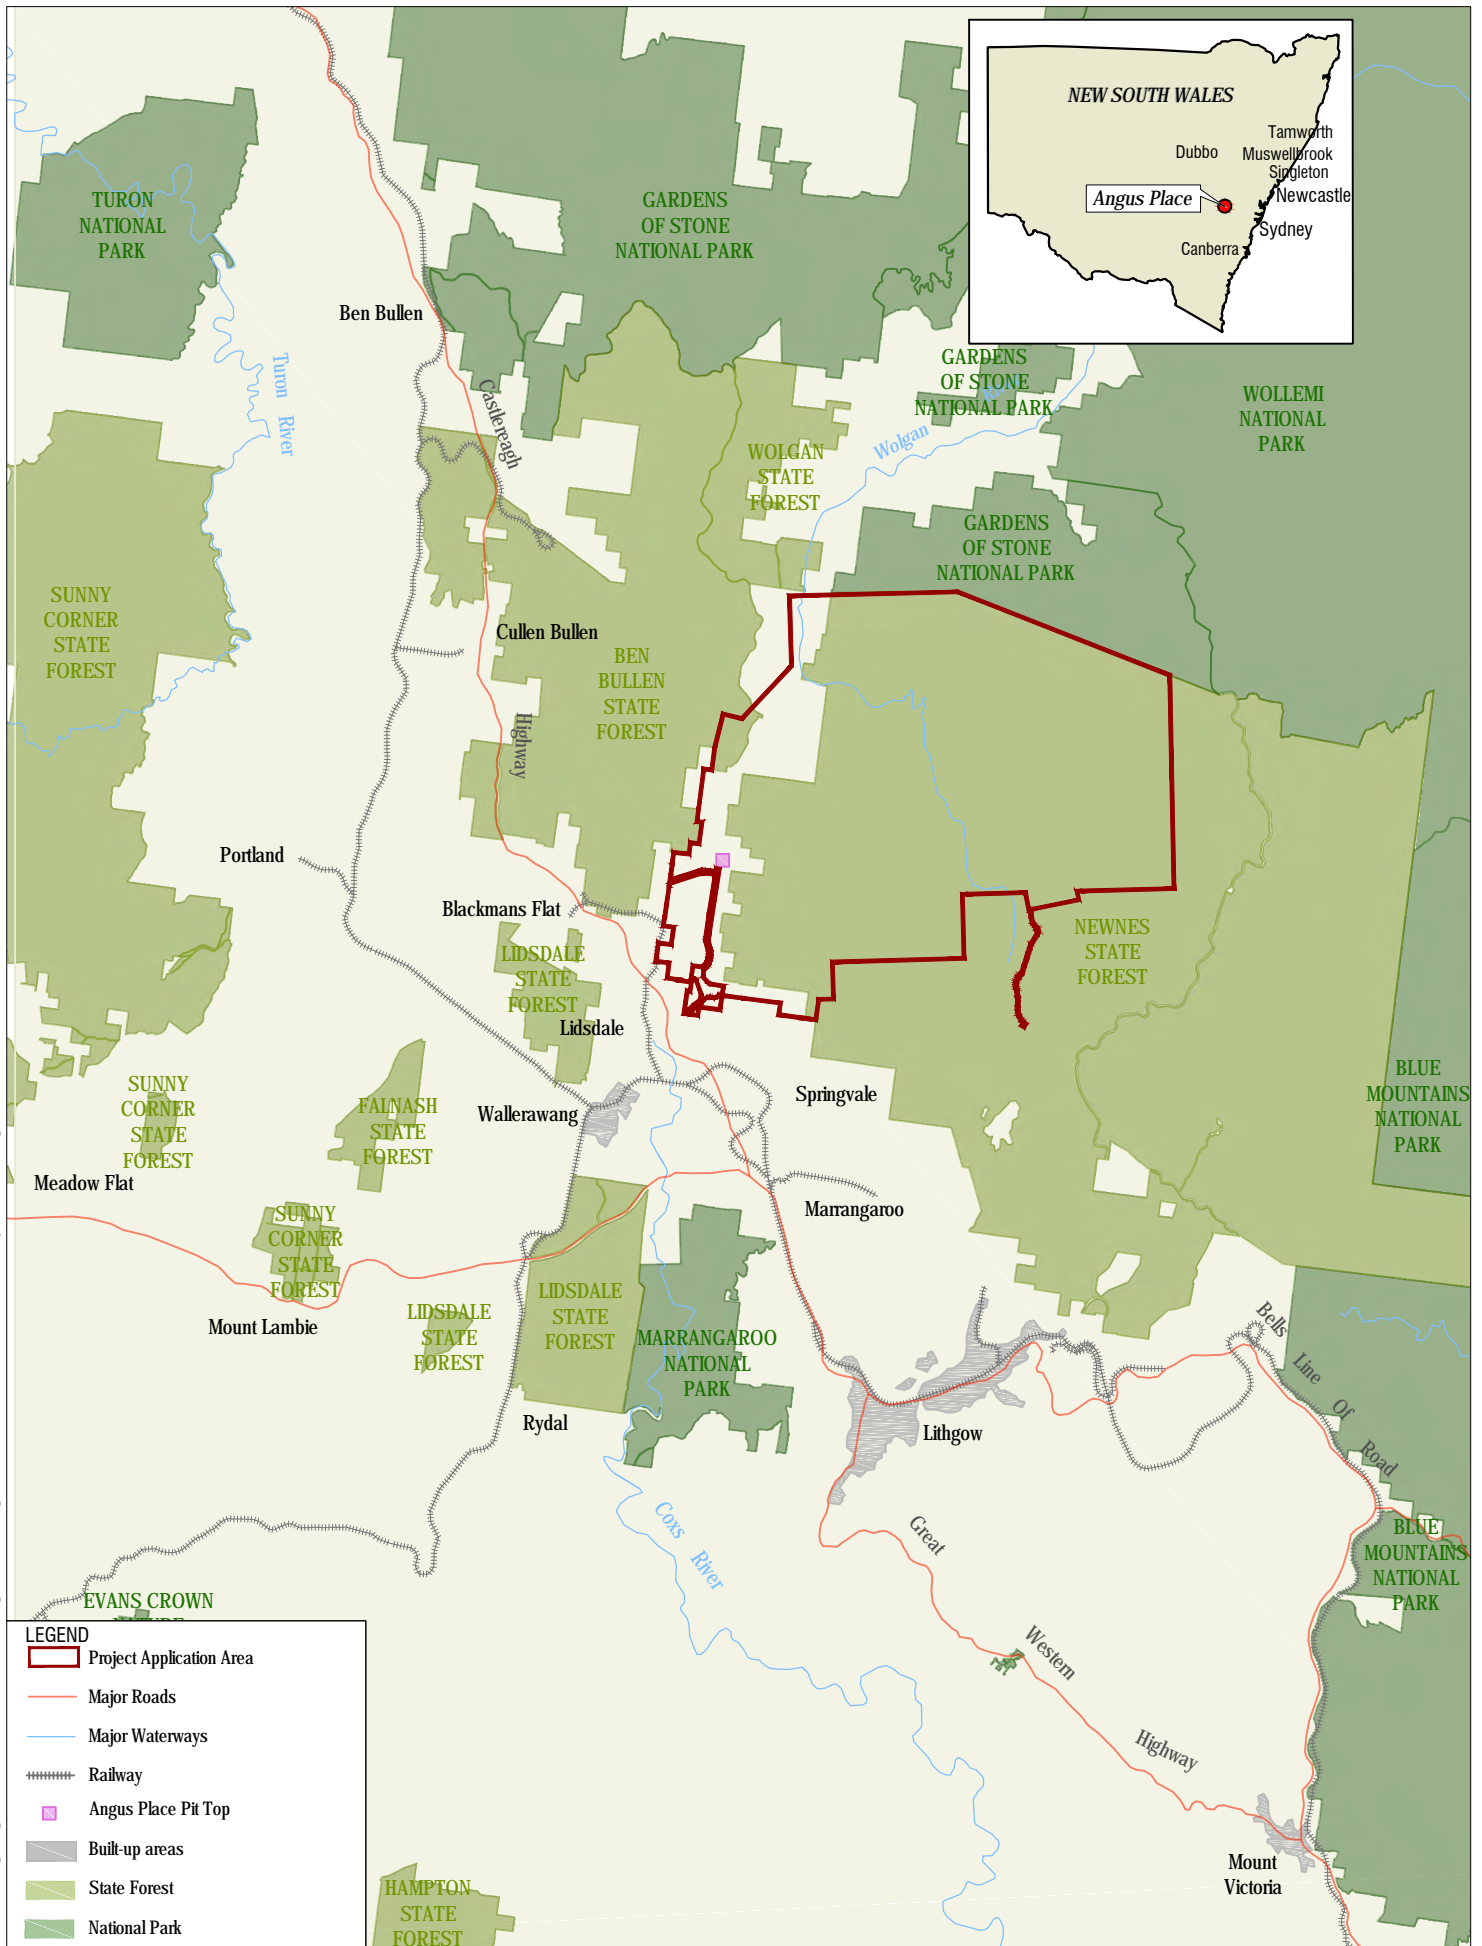 NEW SOUTH WALES
Tamworth
Dubbo
Muswellbrook
Singleton
Angus Place
Newcastle
Sydney
Canberra
TURON
NATIONAL
PARK
GARDENS
OF STONE
NATIONAL PARK
Ben Bullen
Turon River
Castlereagh
GARDENS
OF STONE
NATIONAL PARK
River
Wolgan
WOLLEMI
NATIONAL
PARK
WOLGAN
STATE
FOREST
GARDENS
OF STONE
NATIONAL PARK
SUNNY
CORNER
STATE
FOREST
Cullen Bullen
BEN
BULLEN
STATE
FOREST
Highway
Portland
Blackmans Flat
LIDSDALE
STATE
FOREST
Lidsdale
NEWNES
STATE
FOREST
SUNNY
CORNER
STATE
FOREST
FALNASH
STATE
FOREST
Wallerawang
Springvale
BLUE
MOUNTAINS
NATIONAL
PARK
Meadow Flat
Marrangaroo
SUNNY
CORNER
STATE
FOREST
Mount Lambie
LIDSDALE
STATE
FOREST
LIDSDALE
STATE
FOREST
MARRANGAROO
NATIONAL
PARK
Bells
Line Of
Road
Rydal
Lithgow
Coxs River
Great
Western
Highway
BLUE
MOUNTAINS
NATIONAL
PARK
EVANS CROWN
NATURE
Mount
Victoria
HAMPTON
STATE
FOREST
LEGEND
Project Application Area
Major Roads
Major Waterways
Railway
Angus Place Pit Top
Built-up areas
State Forest
National Park